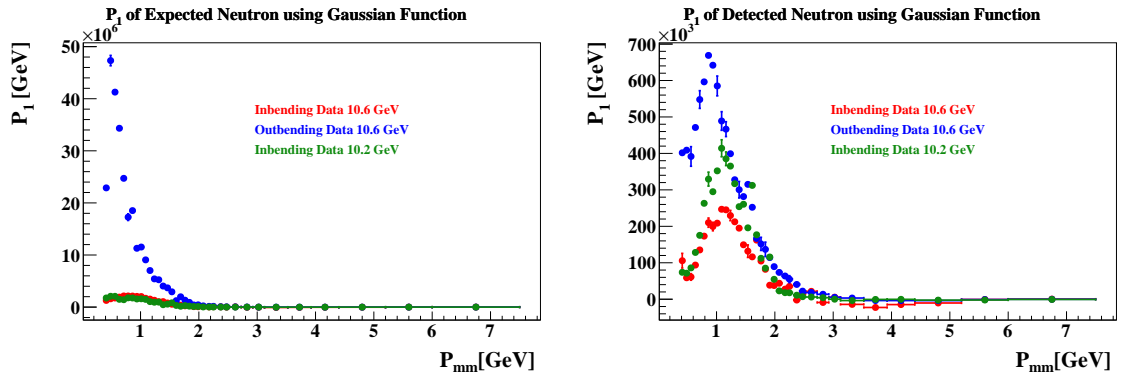 P1 of Expected Neutron using Gaussian Function
×10^6
P1 [GeV]
50
40
30
20
10
0
Inbending Data 10.6 GeV
Outbending Data 10.6 GeV
Inbending Data 10.2 GeV
1 2 3 4 5 6 7
Pmm[GeV]
P1 of Detected Neutron using Gaussian Function
×10^3
P1 [GeV]
700
600
500
400
300
200
100
0
Inbending Data 10.6 GeV
Outbending Data 10.6 GeV
Inbending Data 10.2 GeV
1 2 3 4 5 6 7
Pmm[GeV]